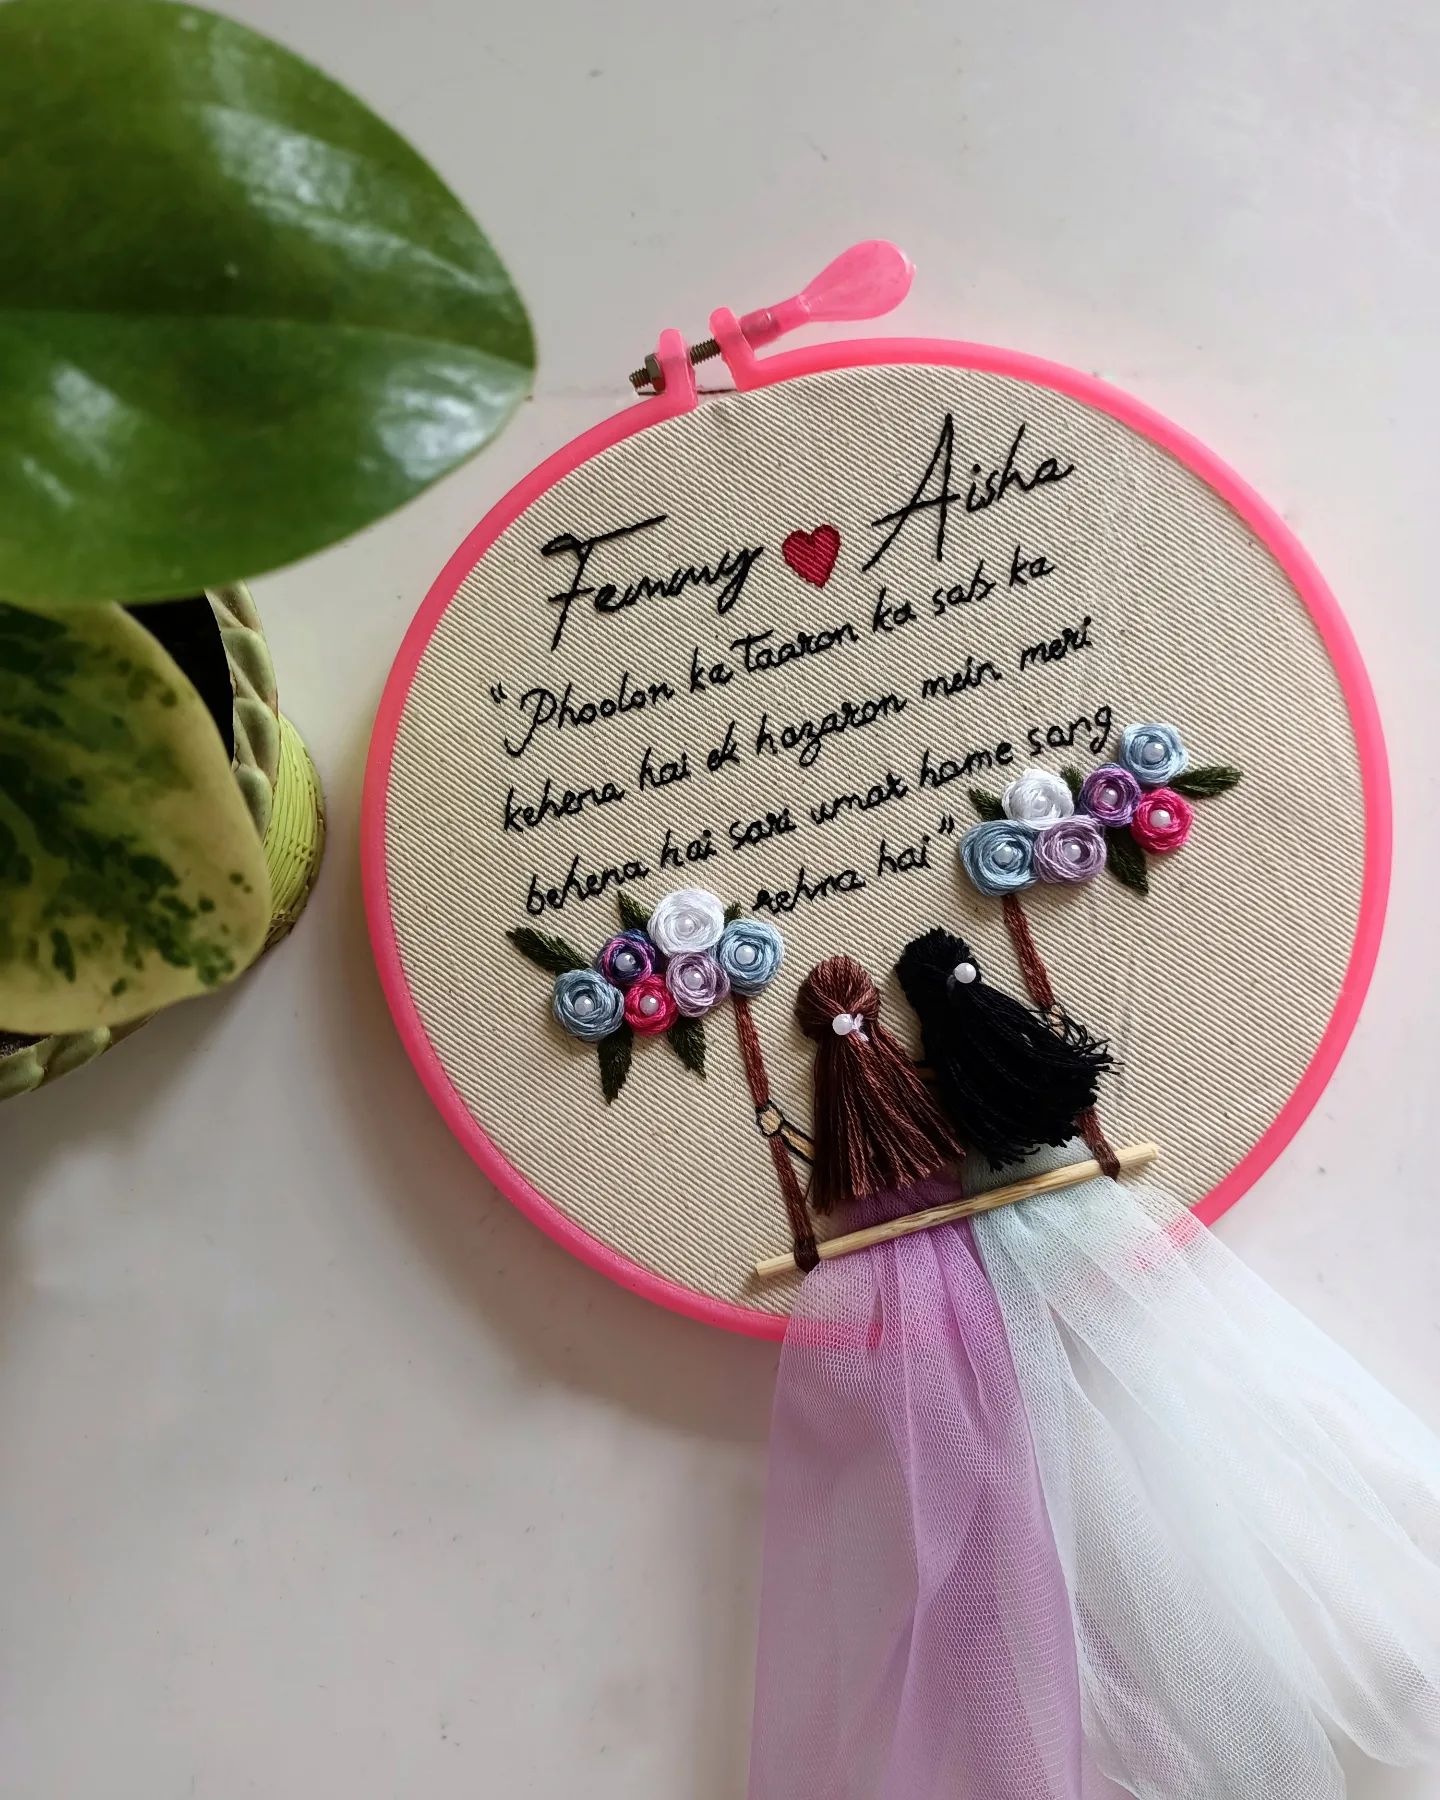 Femmy Aisha
"Phoolon ka Taaron ka sab ka
kehena hai ek hazaron mein meri
behena hai sari umar hame sang
rehna hai"